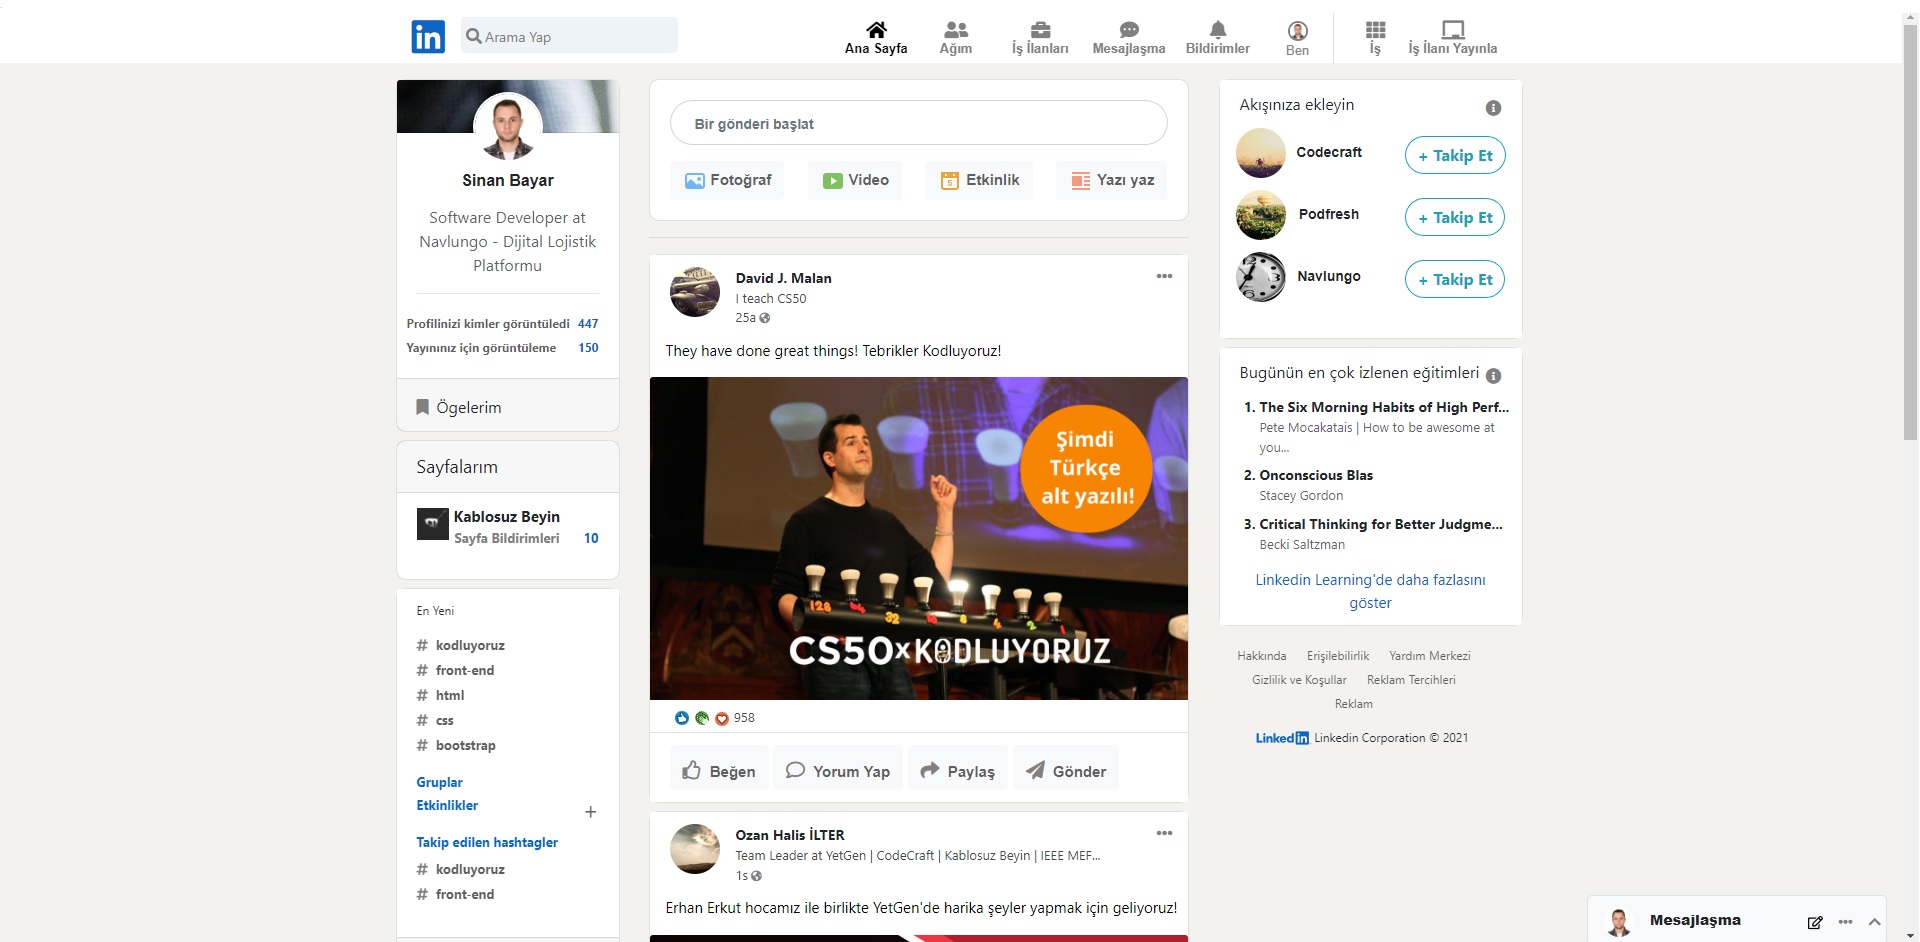 in
Arama Yap
Ana Sayfa
Ağım
İş İlanları
Mesajlaşma
Bildirimler
Ben
İş
İş İlanı Yayınla
Sinan Bayar
Software Developer at
Navlungo - Dijital Lojistik
Platformu
Profilinizi kimler görüntüledi 447
Yayınınız için görüntüleme 150
Ögelerim
Sayfalarım
Kablosuz Beyin
Sayfa Bildirimleri 10
En Yeni
# kodluyoruz
# front-end
# html
# css
# bootstrap
Gruplar
Etkinlikler
+
Takip edilen hashtagler
# kodluyoruz
# front-end
Bir gönderi başlat
Fotoğraf
Video
5 Etkinlik
Yazı yaz
David J. Malan
I teach CS50
25a
They have done great things! Tebrikler Kodluyoruz!
Şimdi
Türkçe
alt yazılı!
128 64 32 16 8 4 2 1
CS50xKODLUYORUZ
958
Beğen
Yorum Yap
Paylaş
Gönder
Ozan Halis İLTER
Team Leader at YetGen | CodeCraft | Kablosuz Beyin | IEEE MEF...
1s
Erhan Erkut hocamız ile birlikte YetGen'de harika şeyler yapmak için geliyoruz!
Akışınıza ekleyin
Codecraft + Takip Et
Podfresh + Takip Et
Navlungo + Takip Et
Bugünün en çok izlenen eğitimleri
1. The Six Morning Habits of High Perf...
Pete Mocakatais | How to be awesome at
you...
2. Onconscious Blas
Stacey Gordon
3. Critical Thinking for Better Judgme...
Becki Saltzman
Linkedin Learning'de daha fazlasını
göster
Hakkında Erişilebilirlik Yardım Merkezi
Gizlilik ve Koşullar Reklam Tercihleri
Reklam
Linkedin Linkedin Corporation © 2021
Mesajlaşma